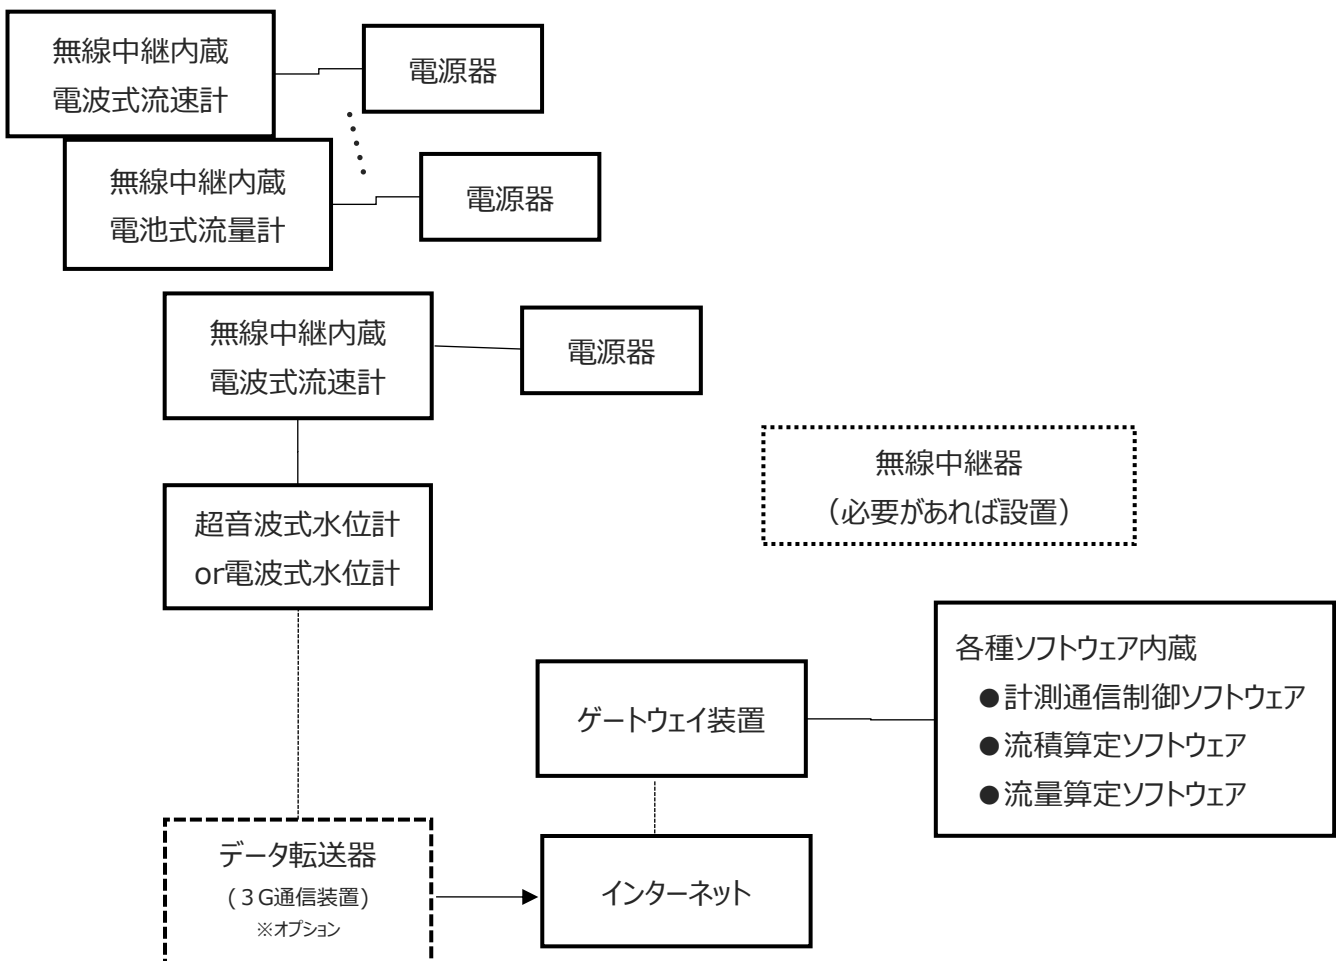 無線中継内蔵
電波式流速計
電源器
無線中継内蔵
電池式流量計
電源器
無線中継内蔵
電波式流速計
電源器
無線中継器
（必要があれば設置）
超音波式水位計
or電波式水位計
各種ソフトウェア内蔵
●計測通信制御ソフトウェア
●流積算定ソフトウェア
●流量算定ソフトウェア
ゲートウェイ装置
データ転送器
（３G通信装置）
※オプション
インターネット